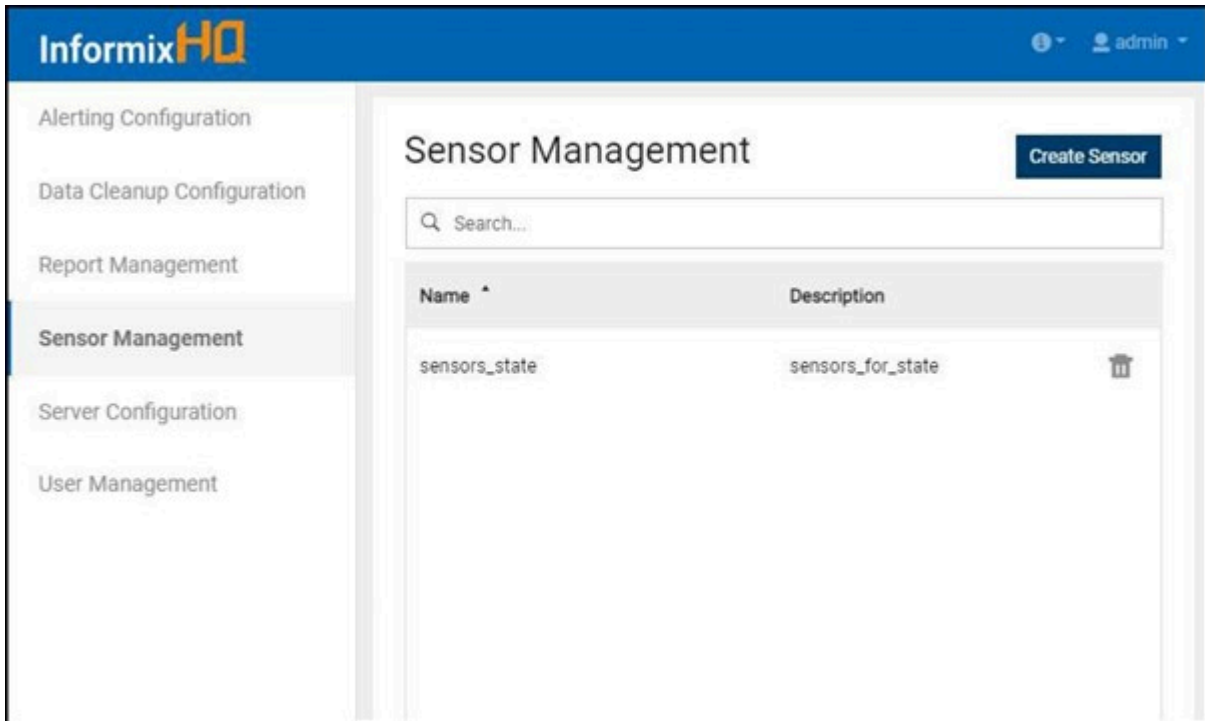 InformixHQ
admin
Alerting Configuration
Data Cleanup Configuration
Report Management
Sensor Management
Server Configuration
User Management
Sensor Management
Create Sensor
Search...
Name Description
sensors_state sensors_for_state